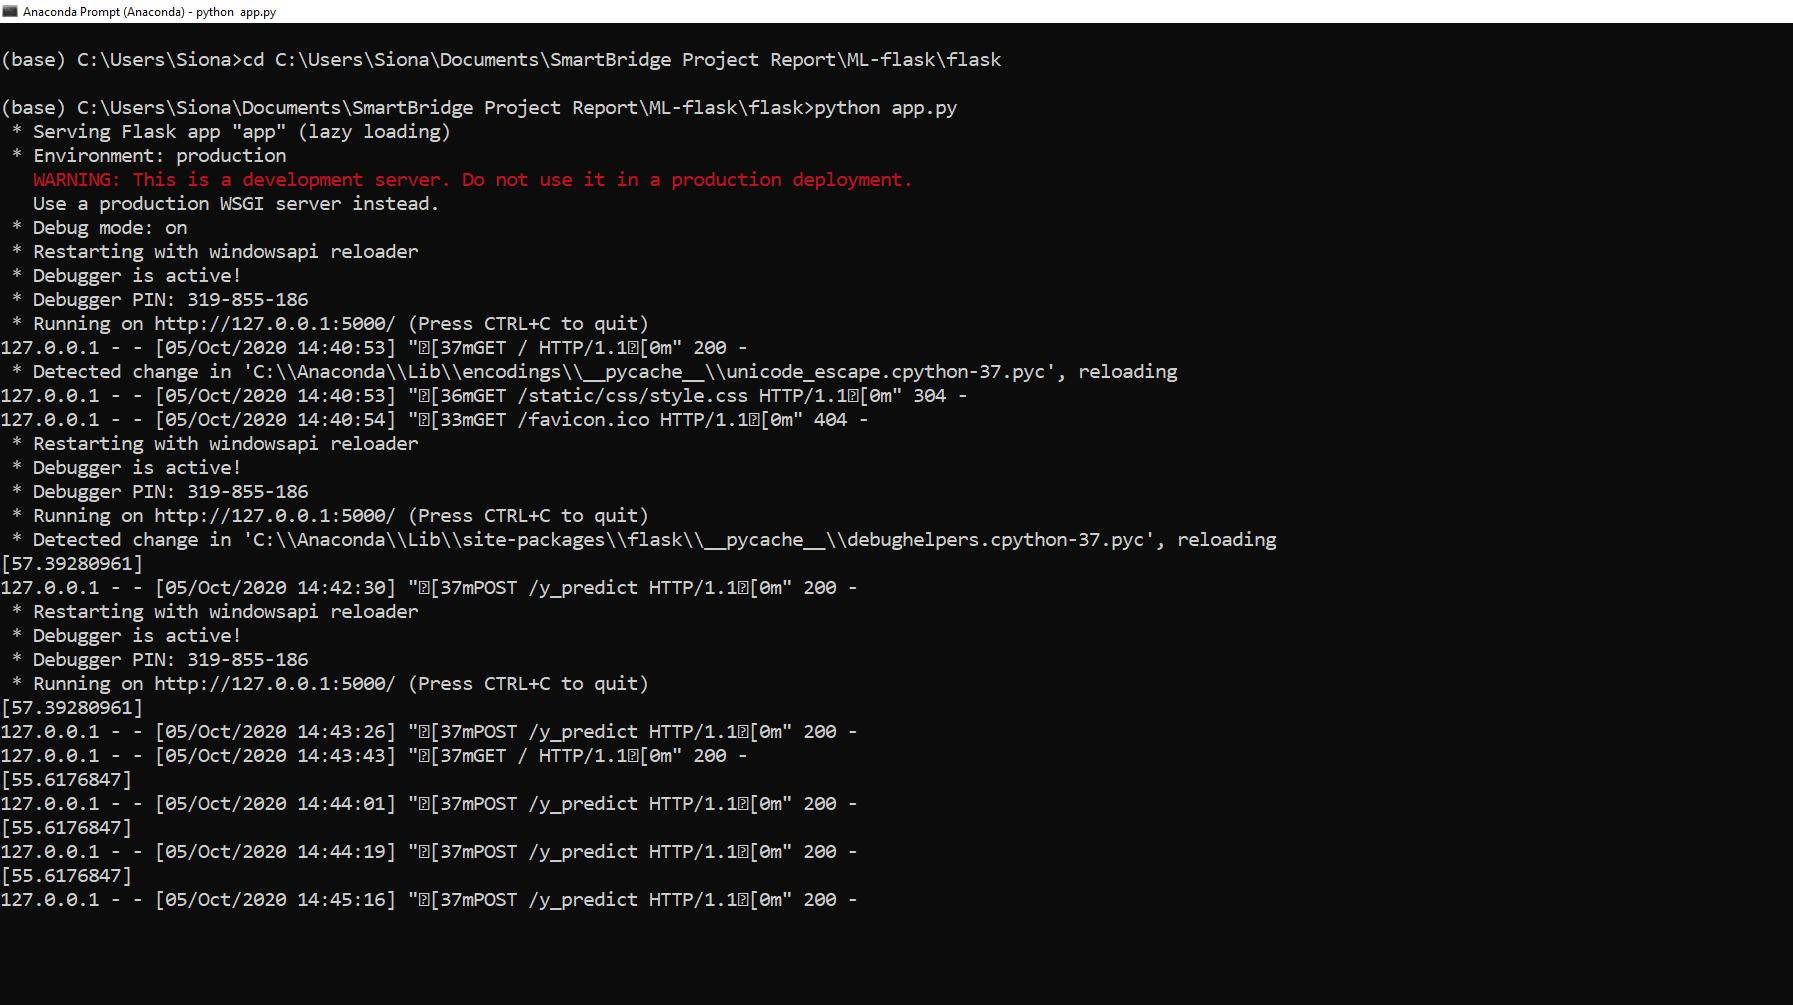 Anaconda Prompt (Anaconda) - python  app.py
(base) C:\Users\Siona>cd C:\Users\Siona\Documents\SmartBridge Project Report\ML-flask\flask
(base) C:\Users\Siona\Documents\SmartBridge Project Report\ML-flask\flask>python app.py
 * Serving Flask app "app" (lazy loading)
 * Environment: production
   WARNING: This is a development server. Do not use it in a production deployment.
   Use a production WSGI server instead.
 * Debug mode: on
 * Restarting with windowsapi reloader
 * Debugger is active!
 * Debugger PIN: 319-855-186
 * Running on http://127.0.0.1:5000/ (Press CTRL+C to quit)
127.0.0.1 - - [05/Oct/2020 14:40:53] "⍰[37mGET / HTTP/1.1⍰[0m" 200 -
 * Detected change in 'C:\\Anaconda\\Lib\\encodings\\__pycache__\\unicode_escape.cpython-37.pyc', reloading
127.0.0.1 - - [05/Oct/2020 14:40:53] "⍰[36mGET /static/css/style.css HTTP/1.1⍰[0m" 304 -
127.0.0.1 - - [05/Oct/2020 14:40:54] "⍰[33mGET /favicon.ico HTTP/1.1⍰[0m" 404 -
 * Restarting with windowsapi reloader
 * Debugger is active!
 * Debugger PIN: 319-855-186
 * Running on http://127.0.0.1:5000/ (Press CTRL+C to quit)
 * Detected change in 'C:\\Anaconda\\Lib\\site-packages\\flask\\__pycache__\\debughelpers.cpython-37.pyc', reloading
[57.39280961]
127.0.0.1 - - [05/Oct/2020 14:42:30] "⍰[37mPOST /y_predict HTTP/1.1⍰[0m" 200 -
 * Restarting with windowsapi reloader
 * Debugger is active!
 * Debugger PIN: 319-855-186
 * Running on http://127.0.0.1:5000/ (Press CTRL+C to quit)
[57.39280961]
127.0.0.1 - - [05/Oct/2020 14:43:26] "⍰[37mPOST /y_predict HTTP/1.1⍰[0m" 200 -
127.0.0.1 - - [05/Oct/2020 14:43:43] "⍰[37mGET / HTTP/1.1⍰[0m" 200 -
[55.6176847]
127.0.0.1 - - [05/Oct/2020 14:44:01] "⍰[37mPOST /y_predict HTTP/1.1⍰[0m" 200 -
[55.6176847]
127.0.0.1 - - [05/Oct/2020 14:44:19] "⍰[37mPOST /y_predict HTTP/1.1⍰[0m" 200 -
[55.6176847]
127.0.0.1 - - [05/Oct/2020 14:45:16] "⍰[37mPOST /y_predict HTTP/1.1⍰[0m" 200 -